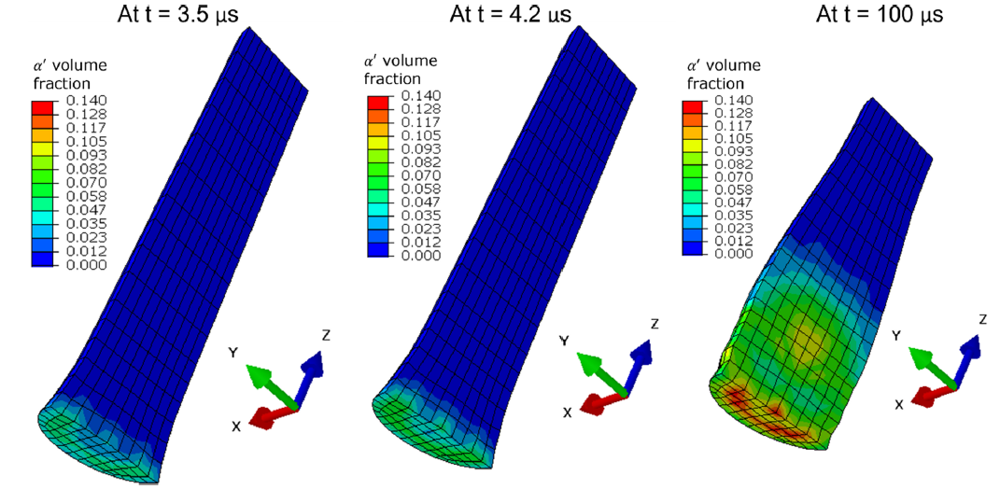 At t = 3.5 µs
At t = 4.2 µs
At t = 100 µs
α′ volume
fraction
0.140
0.128
0.117
0.105
0.093
0.082
0.070
0.058
0.047
0.035
0.023
0.012
0.000
Z
Y
X
α′ volume
fraction
0.140
0.128
0.117
0.105
0.093
0.082
0.070
0.058
0.047
0.035
0.023
0.012
0.000
Z
Y
X
α′ volume
fraction
0.140
0.128
0.117
0.105
0.093
0.082
0.070
0.058
0.047
0.035
0.023
0.012
0.000
Z
Y
X